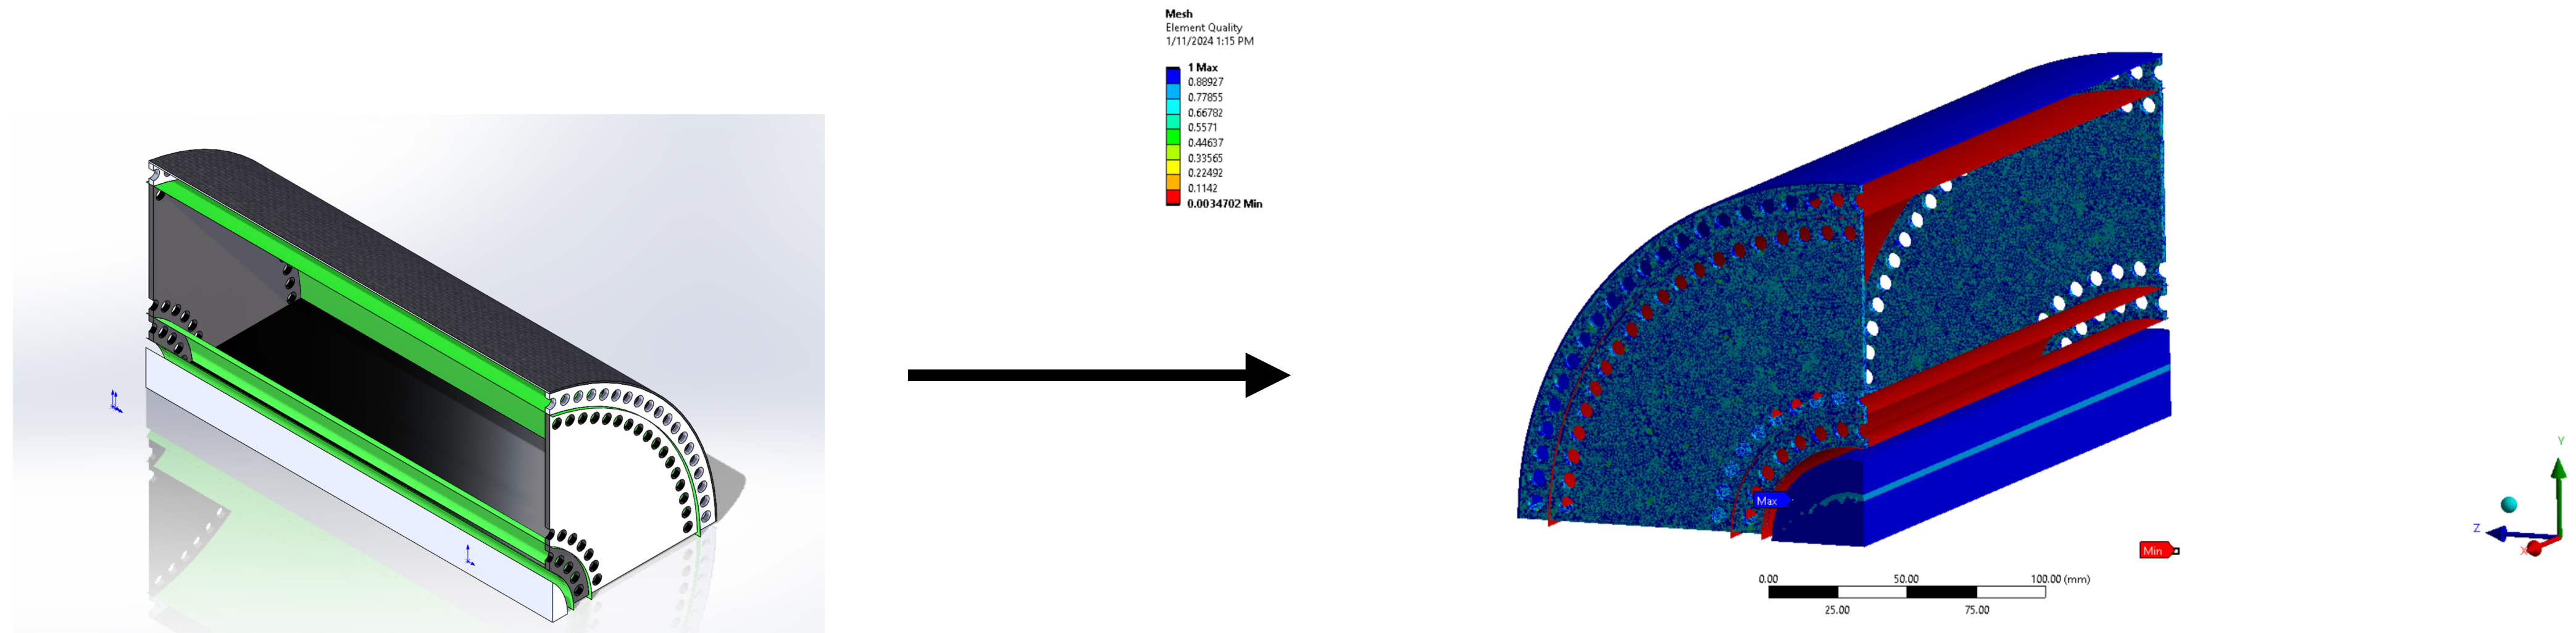 Mesh
Element Quality
1/11/2024 1:15 PM
1 Max
0.88927
0.77855
0.66782
0.5571
0.44637
0.33565
0.22492
0.1142
0.0034702 Min
Max
Min
Y
Z
X
0.00 50.00 100.00 (mm)
25.00 75.00